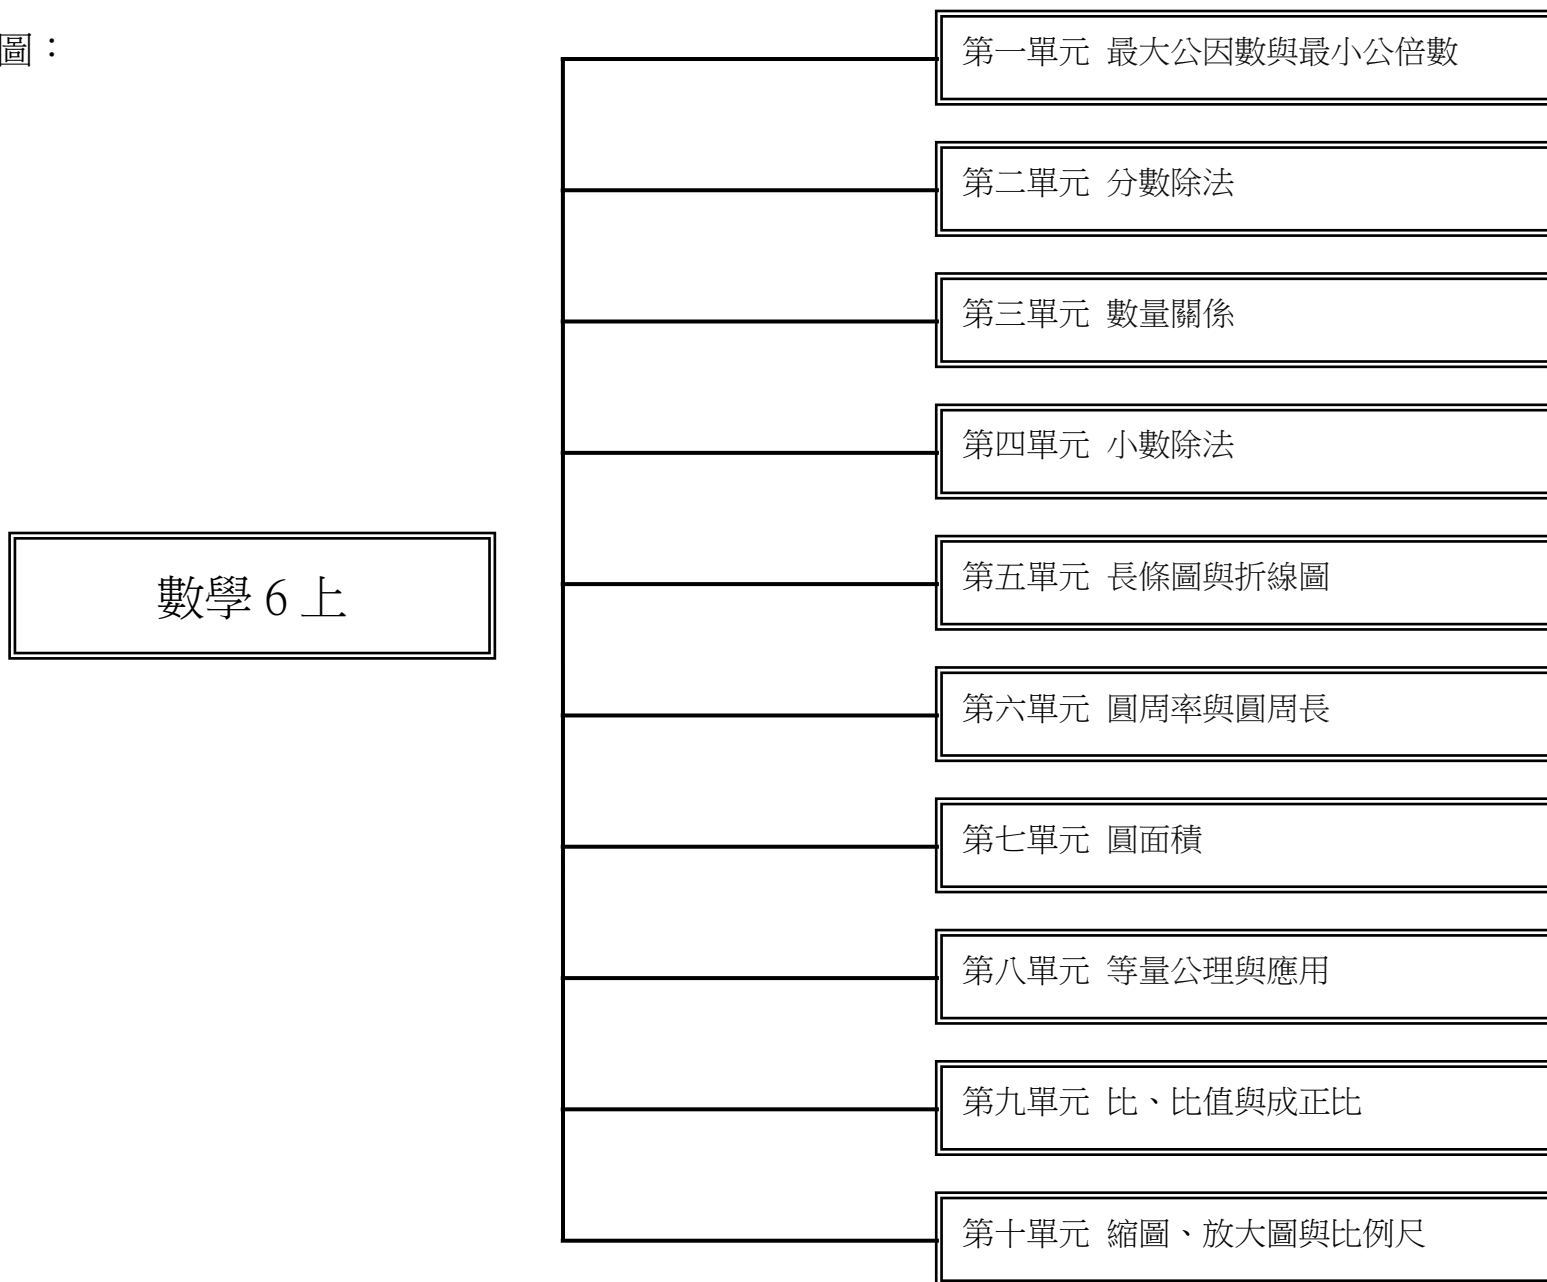 圖：
第一單元 最大公因數與最小公倍數
第二單元 分數除法
第三單元 數量關係
第四單元 小數除法
第五單元 長條圖與折線圖
數學 6 上
第六單元 圓周率與圓周長
第七單元 圓面積
第八單元 等量公理與應用
第九單元 比、比值與成正比
第十單元 縮圖、放大圖與比例尺